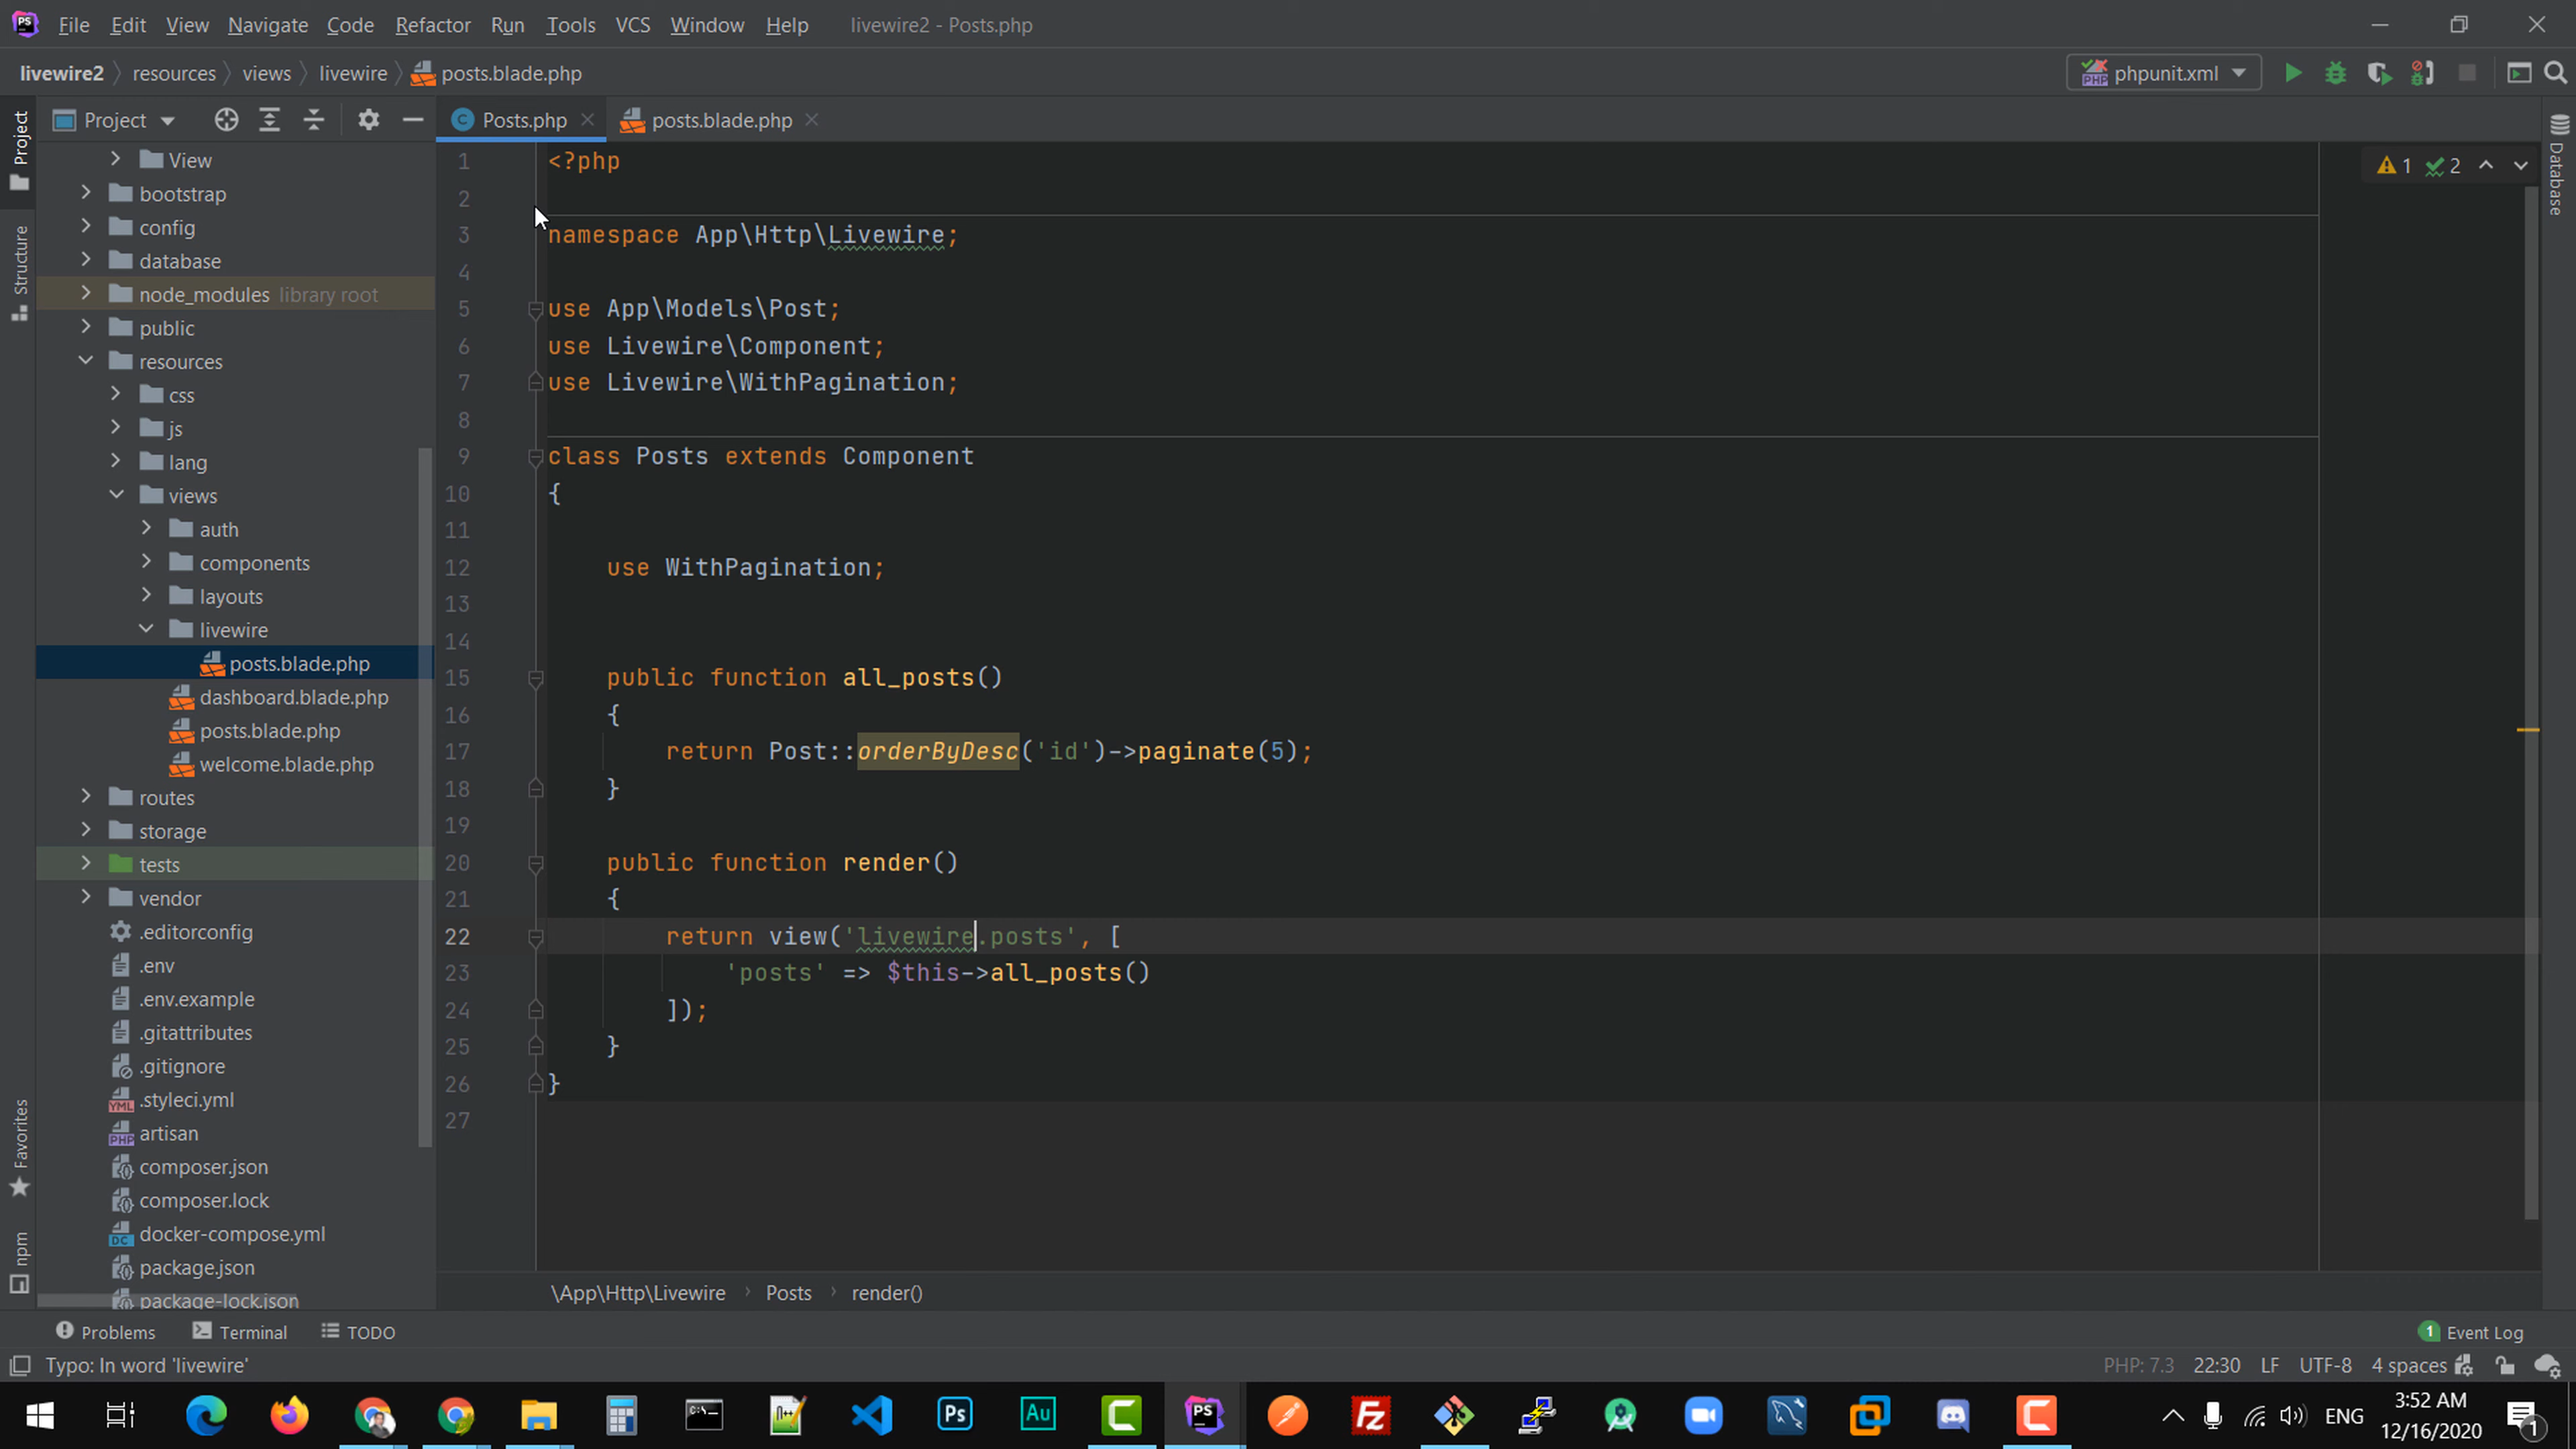 File Edit View Navigate Code Refactor Run Tools VCS Window Help livewire2 - Posts.php
livewire2 resources views livewire posts.blade.php phpunit.xml
Project Posts.php posts.blade.php
View
bootstrap
config
database
node_modules library root
public
resources
css
js
lang
views
auth
components
layouts
livewire
posts.blade.php
dashboard.blade.php
posts.blade.php
welcome.blade.php
routes
storage
tests
vendor
.editorconfig
.env
.env.example
.gitattributes
.gitignore
.styleci.yml
artisan
composer.json
composer.lock
docker-compose.yml
package.json
package-lock.json
Project
Structure
Favorites
npm
1 <?php
2
3 namespace App\Http\Livewire;
4
5 use App\Models\Post;
6 use Livewire\Component;
7 use Livewire\WithPagination;
8
9 class Posts extends Component
10 {
11
12 use WithPagination;
13
14
15 public function all_posts()
16 {
17 return Post::orderByDesc('id')->paginate(5);
18 }
19
20 public function render()
21 {
22 return view('livewire.posts', [
23 'posts' => $this->all_posts()
24 ]);
25 }
26 }
27
1 2
Database
\App\Http\Livewire Posts render()
Problems Terminal TODO 1 Event Log
Typo: In word 'livewire' PHP: 7.3 22:30 LF UTF-8 4 spaces
ENG 3:52 AM
12/16/2020 1